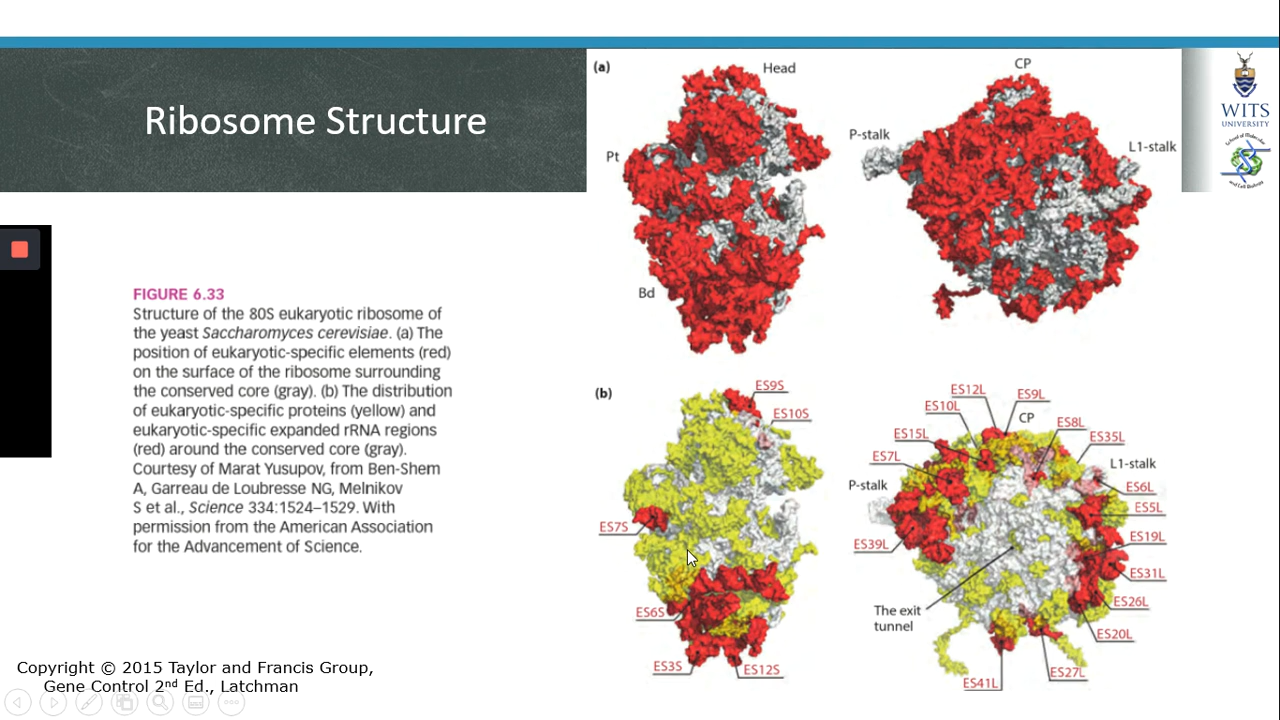 Ribosome Structure
WITS
UNIVERSITY
School of Molecular
and Cell Biology
FIGURE 6.33
Structure of the 80S eukaryotic ribosome of
the yeast Saccharomyces cerevisiae. (a) The
position of eukaryotic-specific elements (red)
on the surface of the ribosome surrounding
the conserved core (gray). (b) The distribution
of eukaryotic-specific proteins (yellow) and
eukaryotic-specific expanded rRNA regions
(red) around the conserved core (gray).
Courtesy of Marat Yusupov, from Ben-Shem
A, Garreau de Loubresse NG, Melnikov
S et al., Science 334:1524–1529. With
permission from the American Association
for the Advancement of Science.
Copyright © 2015 Taylor and Francis Group,
Gene Control 2nd Ed., Latchman
(a)
Head
Pt
Bd
CP
P-stalk
L1-stalk
(b)
ES9S
ES10S
ES7S
ES6S
ES3S
ES12S
ES12L
ES9L
ES10L
CP
ES8L
ES15L
ES35L
ES7L
L1-stalk
P-stalk
ES6L
ES5L
ES19L
ES39L
ES31L
ES26L
The exit
tunnel
ES20L
ES27L
ES41L